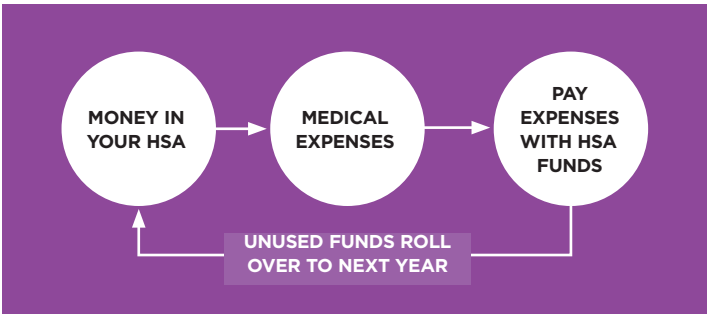 MONEY IN
YOUR HSA
MEDICAL
EXPENSES
PAY
EXPENSES
WITH HSA
FUNDS
UNUSED FUNDS ROLL
OVER TO NEXT YEAR